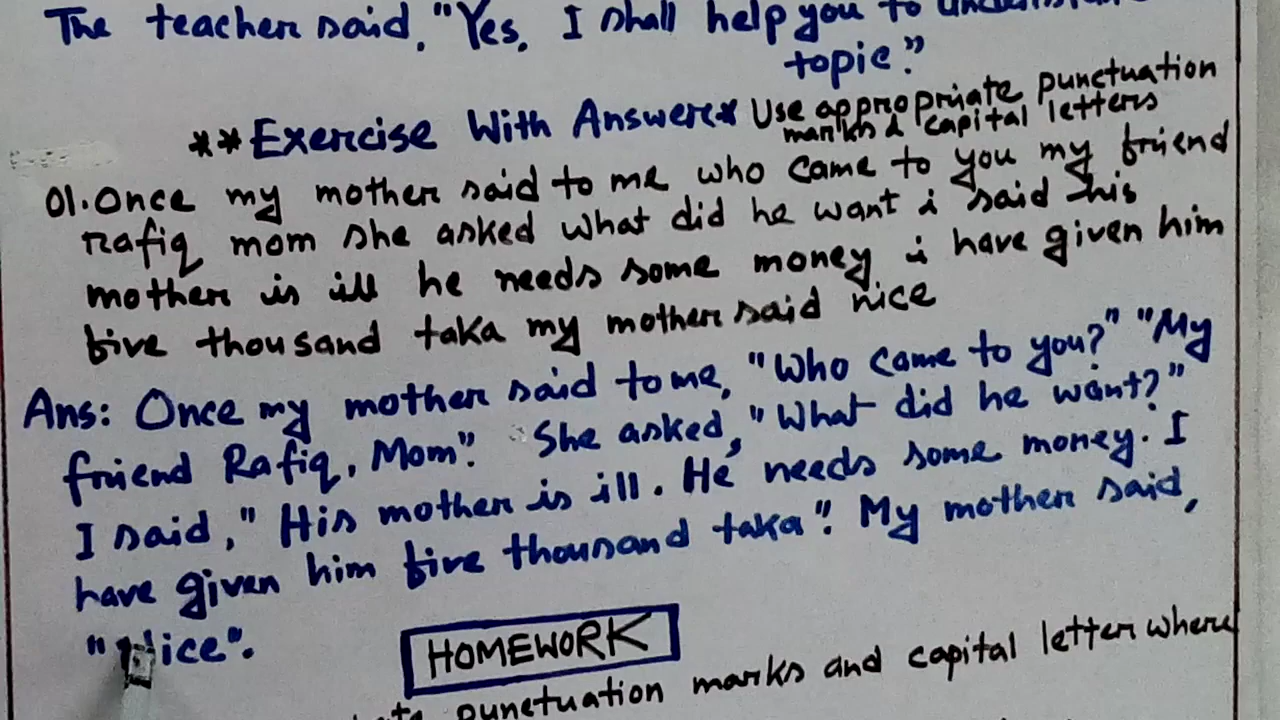 The teacher said, "Yes, I shall help you to
topic."
**Exercise With Answer* Use appropriate punctuation
marks & capital letters
01. Once my mother said to me who came to you my friend
rafiq mom she asked what did he want i said his
mother is ill he needs some money i have given him
five thousand taka my mother said nice
Ans: Once my mother said to me, "Who came to you?" "My
friend Rafiq, Mom". She asked, "What did he want?"
I said, "His mother is ill. He needs some money. I
have given him five thousand taka". My mother said,
"Nice".
HOMEWORK
punctuation marks and capital letter where